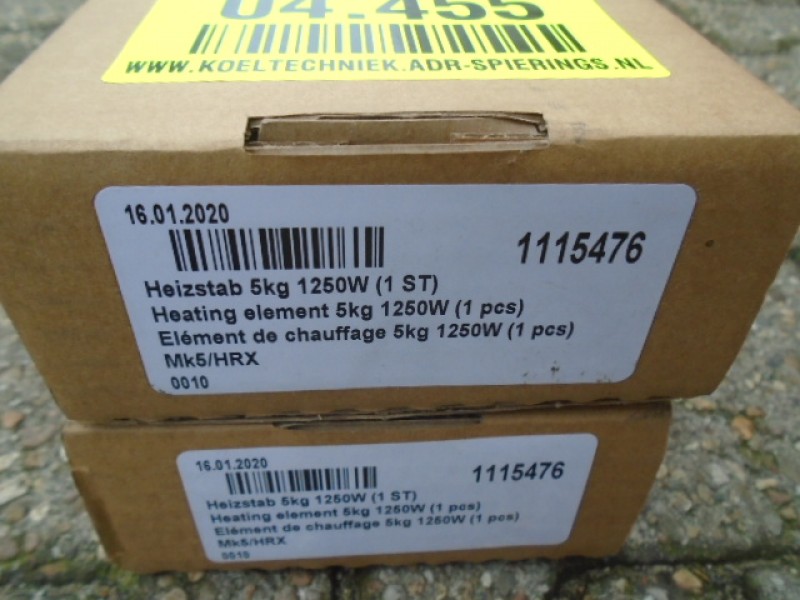 04.455
WWW.KOELTECHNIEK.ADR-SPIERINGS.NL
16.01.2020
1115476
Heizstab 5kg 1250W (1 ST)
Heating element 5kg 1250W (1 pcs)
Elément de chauffage 5kg 1250W (1 pcs)
Mk5/HRX
0010
16.01.2020
1115476
Heizstab 5kg 1250W (1 ST)
Heating element 5kg 1250W (1 pcs)
Elément de chauffage 5kg 1250W (1 pcs)
Mk5/HRX
0010